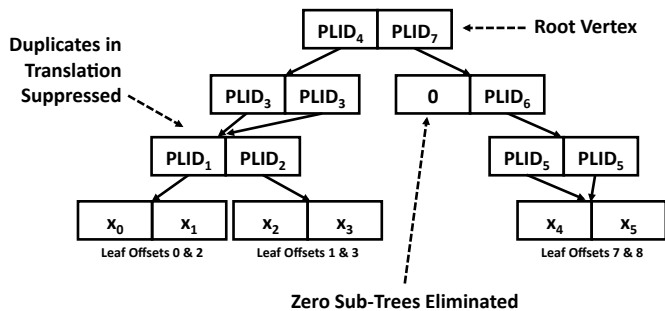 Duplicates in
Translation
Suppressed
PLID4 PLID7
Root Vertex
PLID3 PLID3
0 PLID6
PLID1 PLID2
PLID5 PLID5
x0 x1
x2 x3
x4 x5
Leaf Offsets 0 & 2
Leaf Offsets 1 & 3
Leaf Offsets 7 & 8
Zero Sub-Trees Eliminated